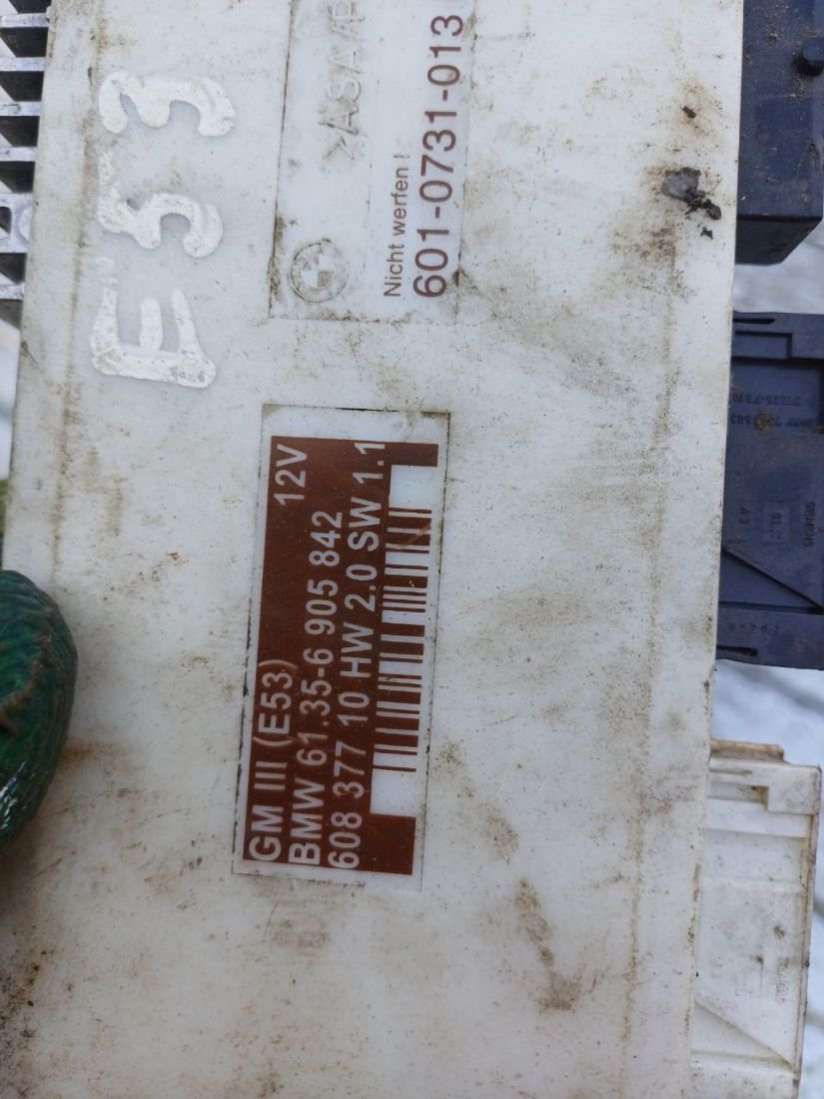 E53
>ASA/P
Nicht werfen!
601-0731-013
GM III (E53) 12V
BMW 61.35-6 905 842
608 377 10 HW 2.0 SW 1.1